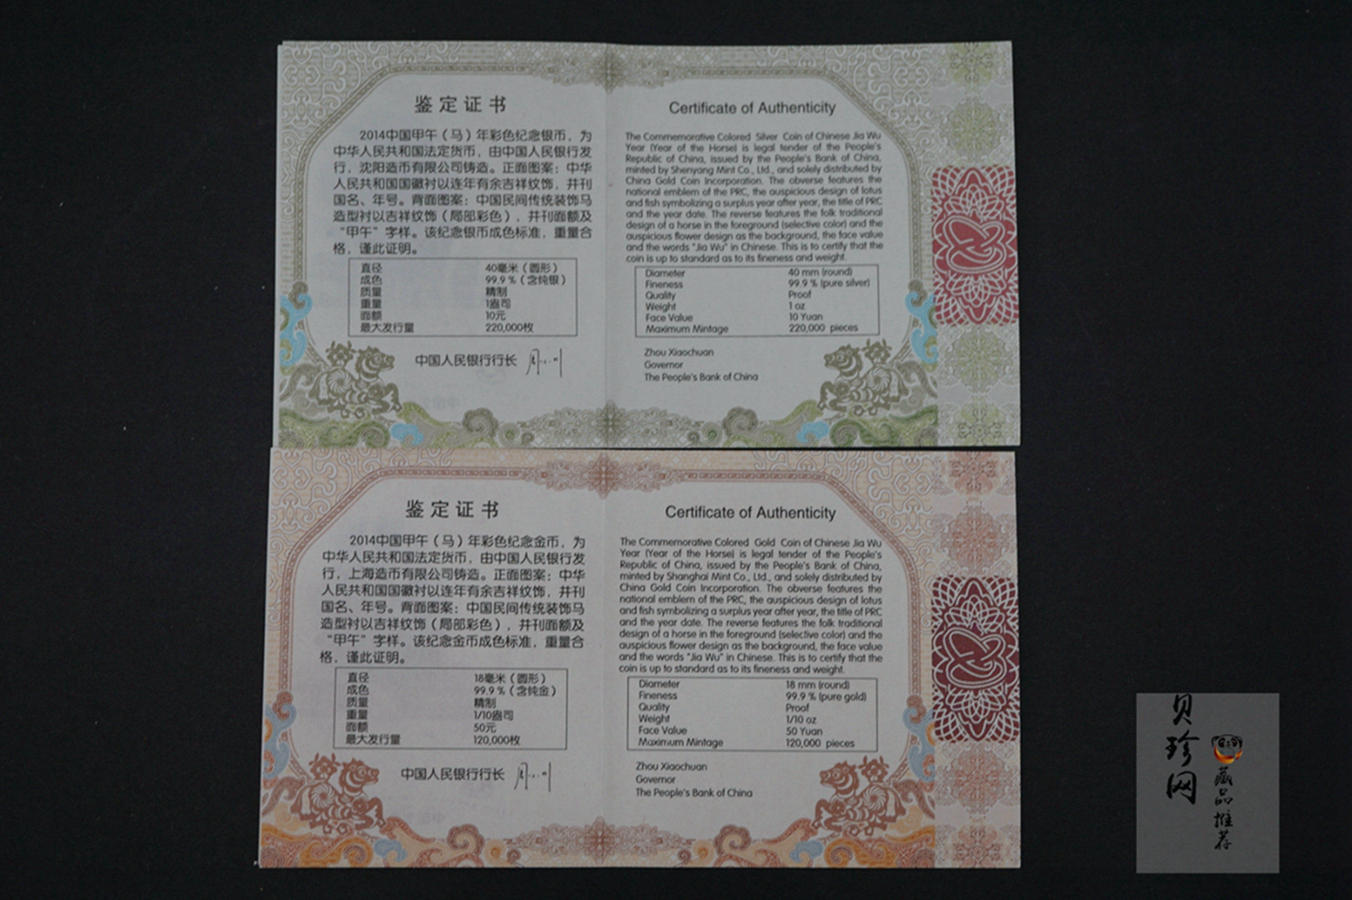 鉴定证书
2014中国甲午（马）年彩色纪念银币，为
中华人民共和国法定货币，由中国人民银行发
行，沈阳造币有限公司铸造。正面图案：中华
人民共和国国徽衬以连年有余吉祥纹饰，并刊
国名、年号。背面图案：中国民间传统装饰马
造型衬以吉祥纹饰（局部彩色），并刊面额及
“甲午”字样。该纪念银币成色标准，重量合
格，谨此证明。
直径 40毫米（圆形）
成色 99.9 %（含纯银）
质量 精制
重量 1盎司
面额 10元
最大发行量 220,000枚
中国人民银行行长
Certificate of Authenticity
The Commemorative Colored Silver Coin of Chinese Jia Wu
Year (Year of the Horse) is legal tender of the People's
Republic of China, issued by the People's Bank of China,
minted by Shenyang Mint Co., Ltd., and solely distributed by
China Gold Coin Incorporation. The obverse features the
national emblem of the PRC, the auspicious design of lotus
and fish symbolizing a surplus year after year, the title of PRC
and the year date. The reverse features the folk traditional
design of a horse in the foreground (selective color) and the
auspicious flower design as the background, the face value
and the words "Jia Wu" in Chinese. This is to certify that the
coin is up to standard as to its fineness and weight.
Diameter 40 mm (round)
Fineness 99.9 % (pure silver)
Quality Proof
Weight 1 oz
Face Value 10 Yuan
Maximum Mintage 220,000 pieces
Zhou Xiaochuan
Governor
The People's Bank of China
鉴定证书
2014中国甲午（马）年彩色纪念金币，为
中华人民共和国法定货币，由中国人民银行发
行，上海造币有限公司铸造。正面图案：中华
人民共和国国徽衬以连年有余吉祥纹饰，并刊
国名、年号。背面图案：中国民间传统装饰马
造型衬以吉祥纹饰（局部彩色），并刊面额及
“甲午”字样。该纪念金币成色标准，重量合
格，谨此证明。
直径 18毫米（圆形）
成色 99.9 %（含纯金）
质量 精制
重量 1/10盎司
面额 50元
最大发行量 120,000枚
中国人民银行行长
Certificate of Authenticity
The Commemorative Colored Gold Coin of Chinese Jia Wu
Year (Year of the Horse) is legal tender of the People's
Republic of China, issued by the People's Bank of China,
minted by Shanghai Mint Co., Ltd., and solely distributed by
China Gold Coin Incorporation. The obverse features the
national emblem of the PRC, the auspicious design of lotus
and fish symbolizing a surplus year after year, the title of PRC
and the year date. The reverse features the folk traditional
design of a horse in the foreground (selective color) and the
auspicious flower design as the background, the face value
and the words "Jia Wu" in Chinese. This is to certify that the
coin is up to standard as to its fineness and weight.
Diameter 18 mm (round)
Fineness 99.9 % (pure gold)
Quality Proof
Weight 1/10 oz
Face Value 50 Yuan
Maximum Mintage 120,000 pieces
Zhou Xiaochuan
Governor
The People's Bank of China
贝珍网
藏品推荐